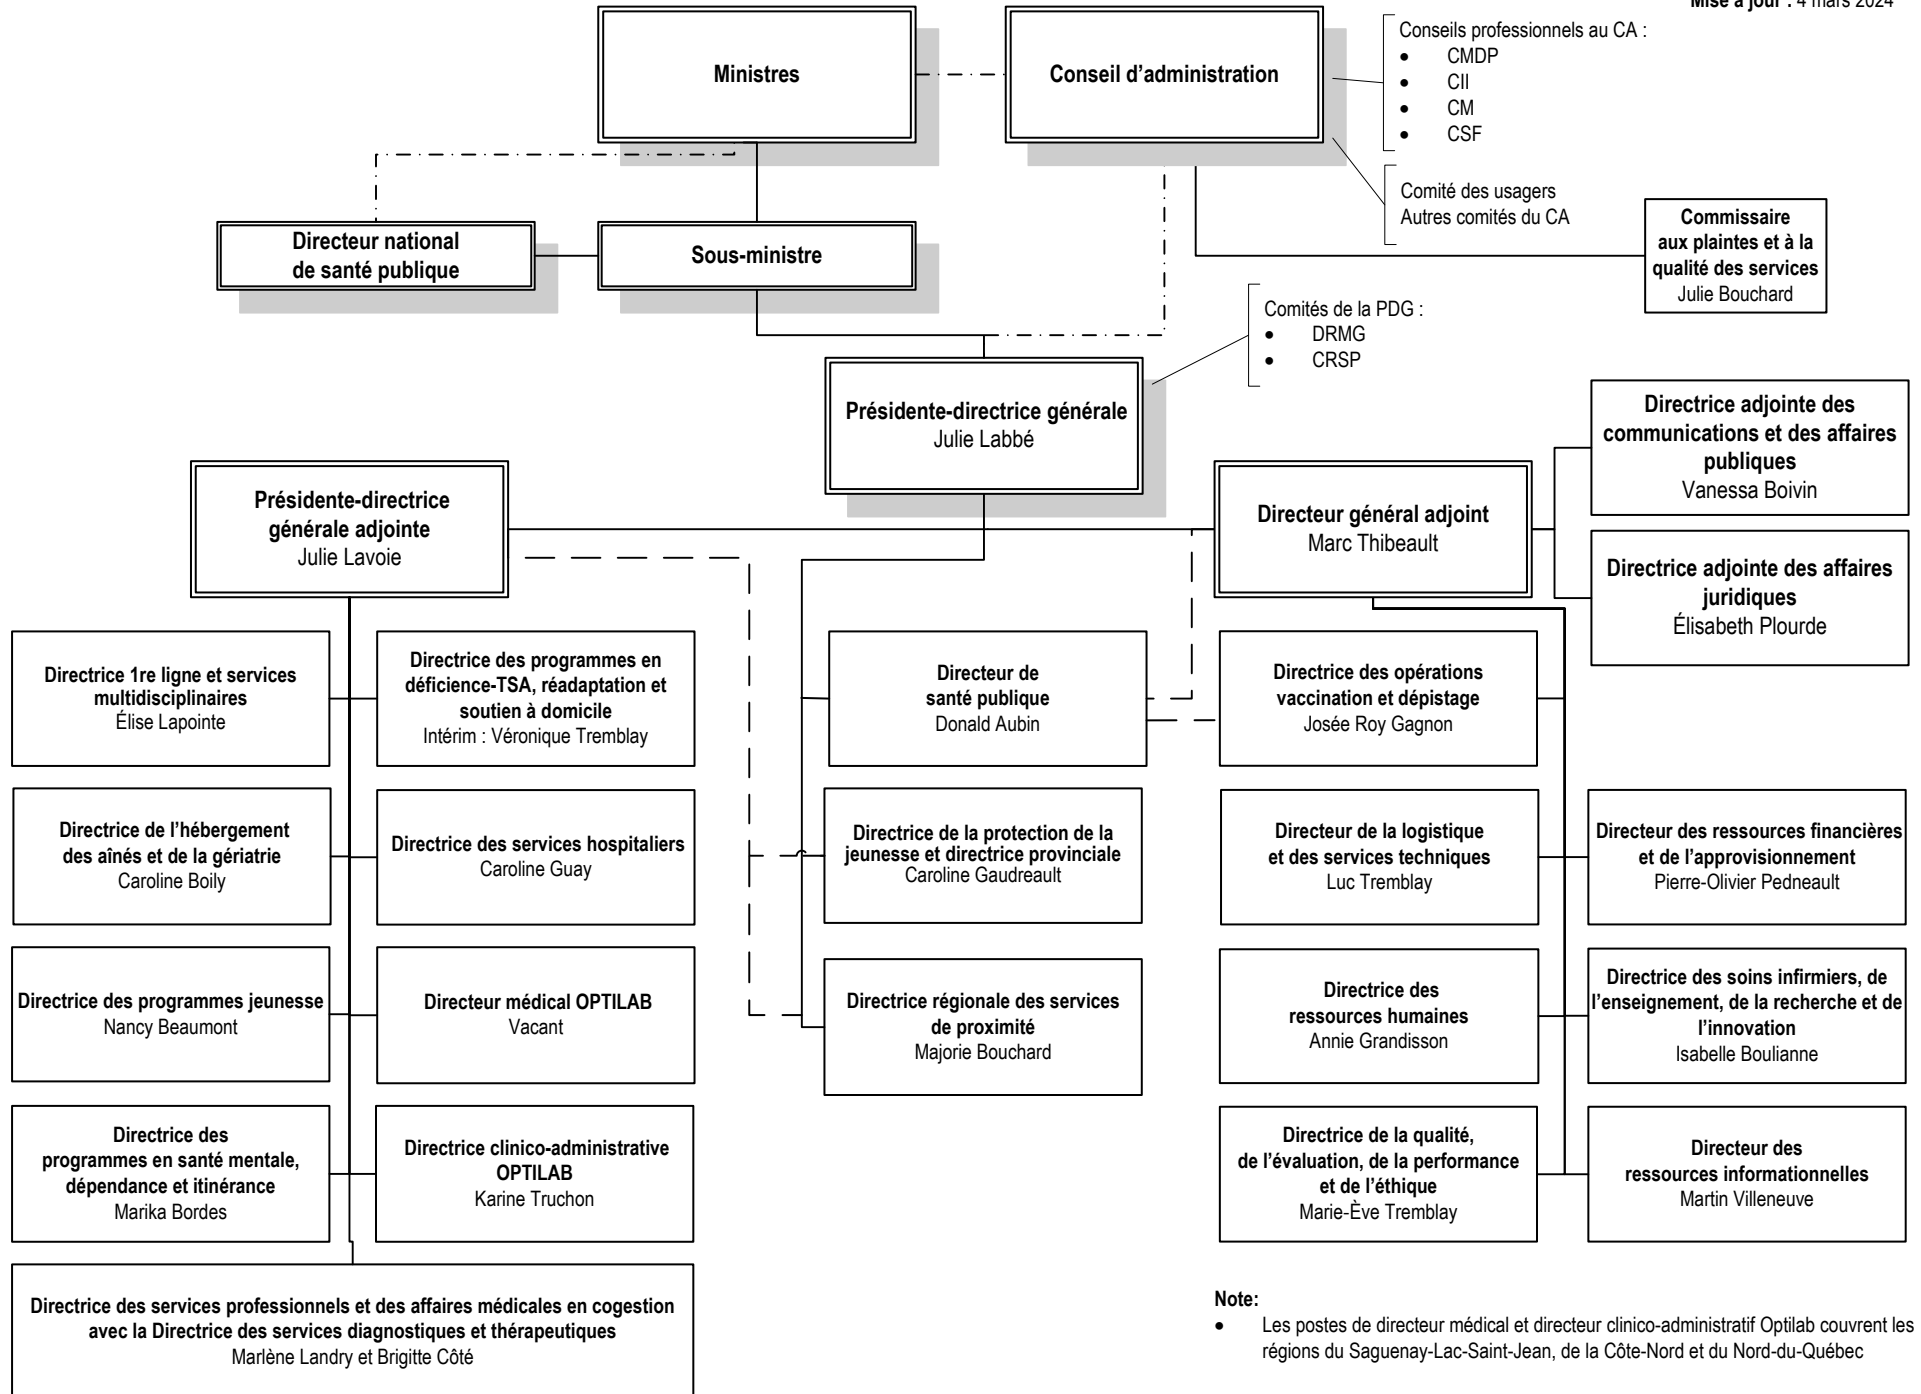 Mise à jour : 4 mars 2024
Ministres
Conseil d'administration
Conseils professionnels au CA :
• CMDP
• CII
• CM
• CSF
Comité des usagers
Autres comités du CA
Commissaire
aux plaintes et à la
qualité des services
Julie Bouchard
Directeur national
de santé publique
Sous-ministre
Comités de la PDG :
• DRMG
• CRSP
Présidente-directrice générale
Julie Labbé
Directrice adjointe des
communications et des affaires
publiques
Vanessa Boivin
Présidente-directrice
générale adjointe
Julie Lavoie
Directeur général adjoint
Marc Thibeault
Directrice adjointe des affaires
juridiques
Élisabeth Plourde
Directrice 1re ligne et services
multidisciplinaires
Élise Lapointe
Directrice des programmes en
déficience-TSA, réadaptation et
soutien à domicile
Intérim : Véronique Tremblay
Directeur de
santé publique
Donald Aubin
Directrice des opérations
vaccination et dépistage
Josée Roy Gagnon
Directrice de l'hébergement
des aînés et de la gériatrie
Caroline Boily
Directrice des services hospitaliers
Caroline Guay
Directrice de la protection de la
jeunesse et directrice provinciale
Caroline Gaudreault
Directeur de la logistique
et des services techniques
Luc Tremblay
Directeur des ressources financières
et de l'approvisionnement
Pierre-Olivier Pedneault
Directrice des programmes jeunesse
Nancy Beaumont
Directeur médical OPTILAB
Vacant
Directrice régionale des services
de proximité
Majorie Bouchard
Directrice des
ressources humaines
Annie Grandisson
Directrice des soins infirmiers, de
l'enseignement, de la recherche et de
l'innovation
Isabelle Boulianne
Directrice des
programmes en santé mentale,
dépendance et itinérance
Marika Bordes
Directrice clinico-administrative
OPTILAB
Karine Truchon
Directrice de la qualité,
de l'évaluation, de la performance
et de l'éthique
Marie-Ève Tremblay
Directeur des
ressources informationnelles
Martin Villeneuve
Directrice des services professionnels et des affaires médicales en cogestion
avec la Directrice des services diagnostiques et thérapeutiques
Marlène Landry et Brigitte Côté
Note:
• Les postes de directeur médical et directeur clinico-administratif Optilab couvrent les
régions du Saguenay-Lac-Saint-Jean, de la Côte-Nord et du Nord-du-Québec